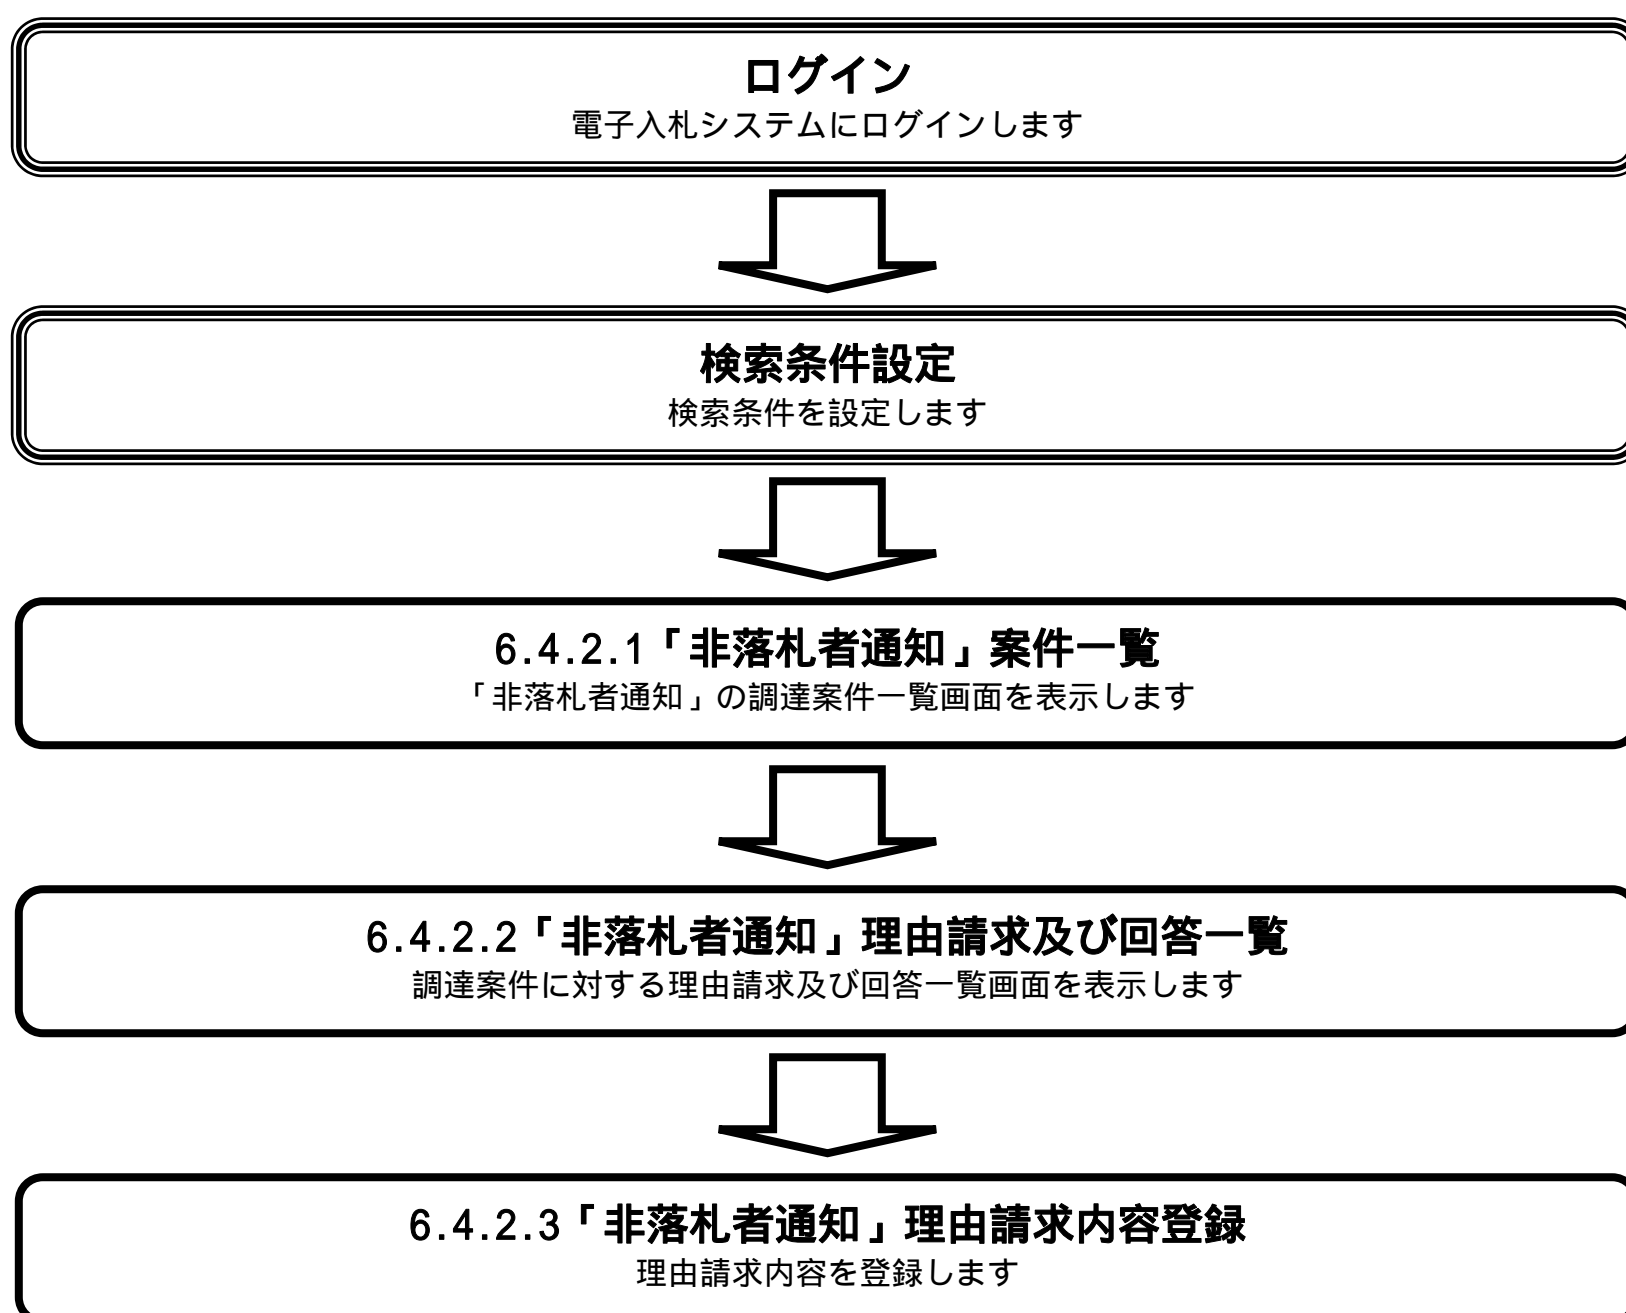 ログイン
電子入札システムにログインします
検索条件設定
検索条件を設定します
6.4.2.1「非落札者通知」案件一覧
「非落札者通知」の調達案件一覧画面を表示します
6.4.2.2「非落札者通知」理由請求及び回答一覧
調達案件に対する理由請求及び回答一覧画面を表示します
6.4.2.3「非落札者通知」理由請求内容登録
理由請求内容を登録します